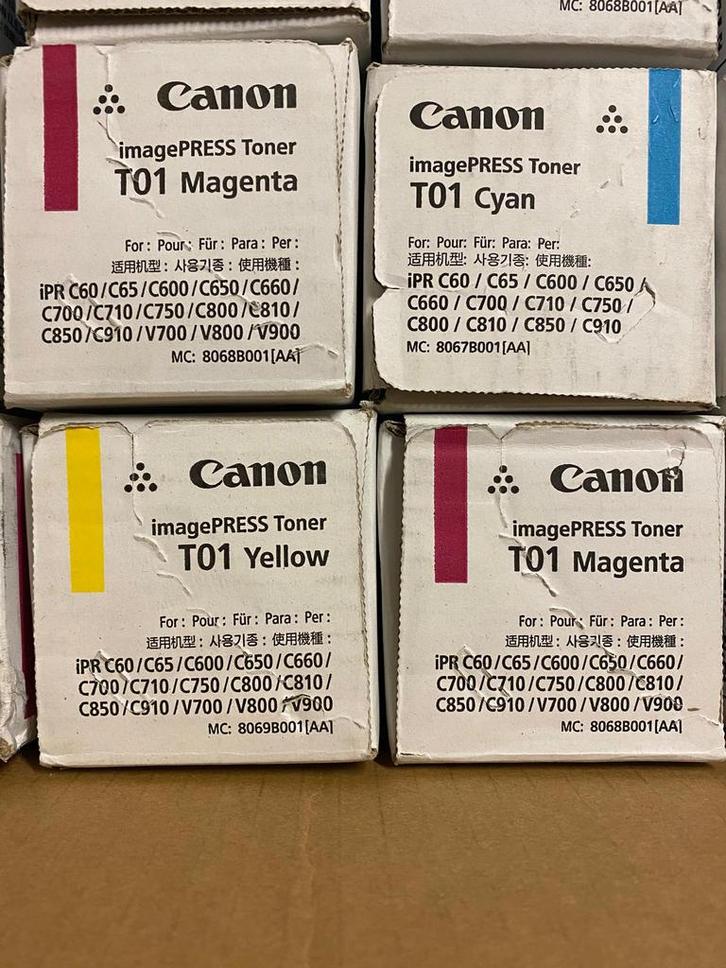 MC: 8068B001[AA]
Canon
imagePRESS Toner
T01 Magenta
For: Pour: Für: Para: Per:
适用机型: 사용기종: 使用機種:
iPR C60/C65/C600/C650/C660/
C700/C710/C750/C800/C810/
C850/C910/V700/V800/V900
MC: 8068B001[AA]
Canon
imagePRESS Toner
T01 Cyan
For: Pour: Für: Para: Per:
适用机型: 사용기종: 使用機種:
iPR C60 / C65 / C600 / C650 /
C660 / C700 / C710 / C750 /
C800 / C810 / C850 / C910
MC: 8067B001[AA]
Canon
imagePRESS Toner
T01 Yellow
For: Pour: Für: Para: Per:
适用机型: 사용기종: 使用機種:
iPR C60/C65/C600/C650/C660/
C700/C710/C750/C800/C810/
C850/C910/V700/V800/V900
MC: 8069B001[AA]
Canon
imagePRESS Toner
T01 Magenta
For: Pour: Für: Para: Per:
适用机型: 사용기종: 使用機種:
iPR C60/C65/C600/C650/C660/
C700/C710/C750/C800/C810/
C850/C910/V700/V800/V900
MC: 8068B001[AA]